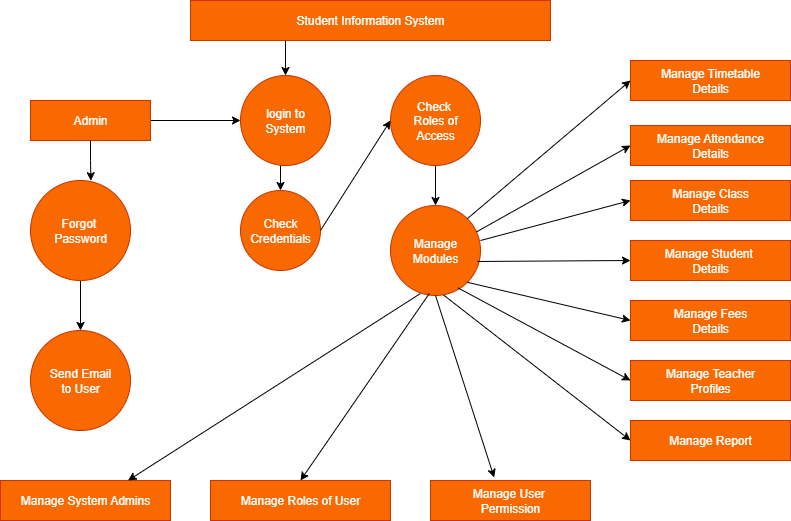 Student Information System
Admin
login to
System
Check
Roles of
Access
Manage Timetable
Details
Manage Attendance
Details
Manage Class
Details
Forgot
Password
Check
Credentials
Manage
Modules
Manage Student
Details
Manage Fees
Details
Send Email
to User
Manage Teacher
Profiles
Manage Report
Manage System Admins
Manage Roles of User
Manage User
Permission